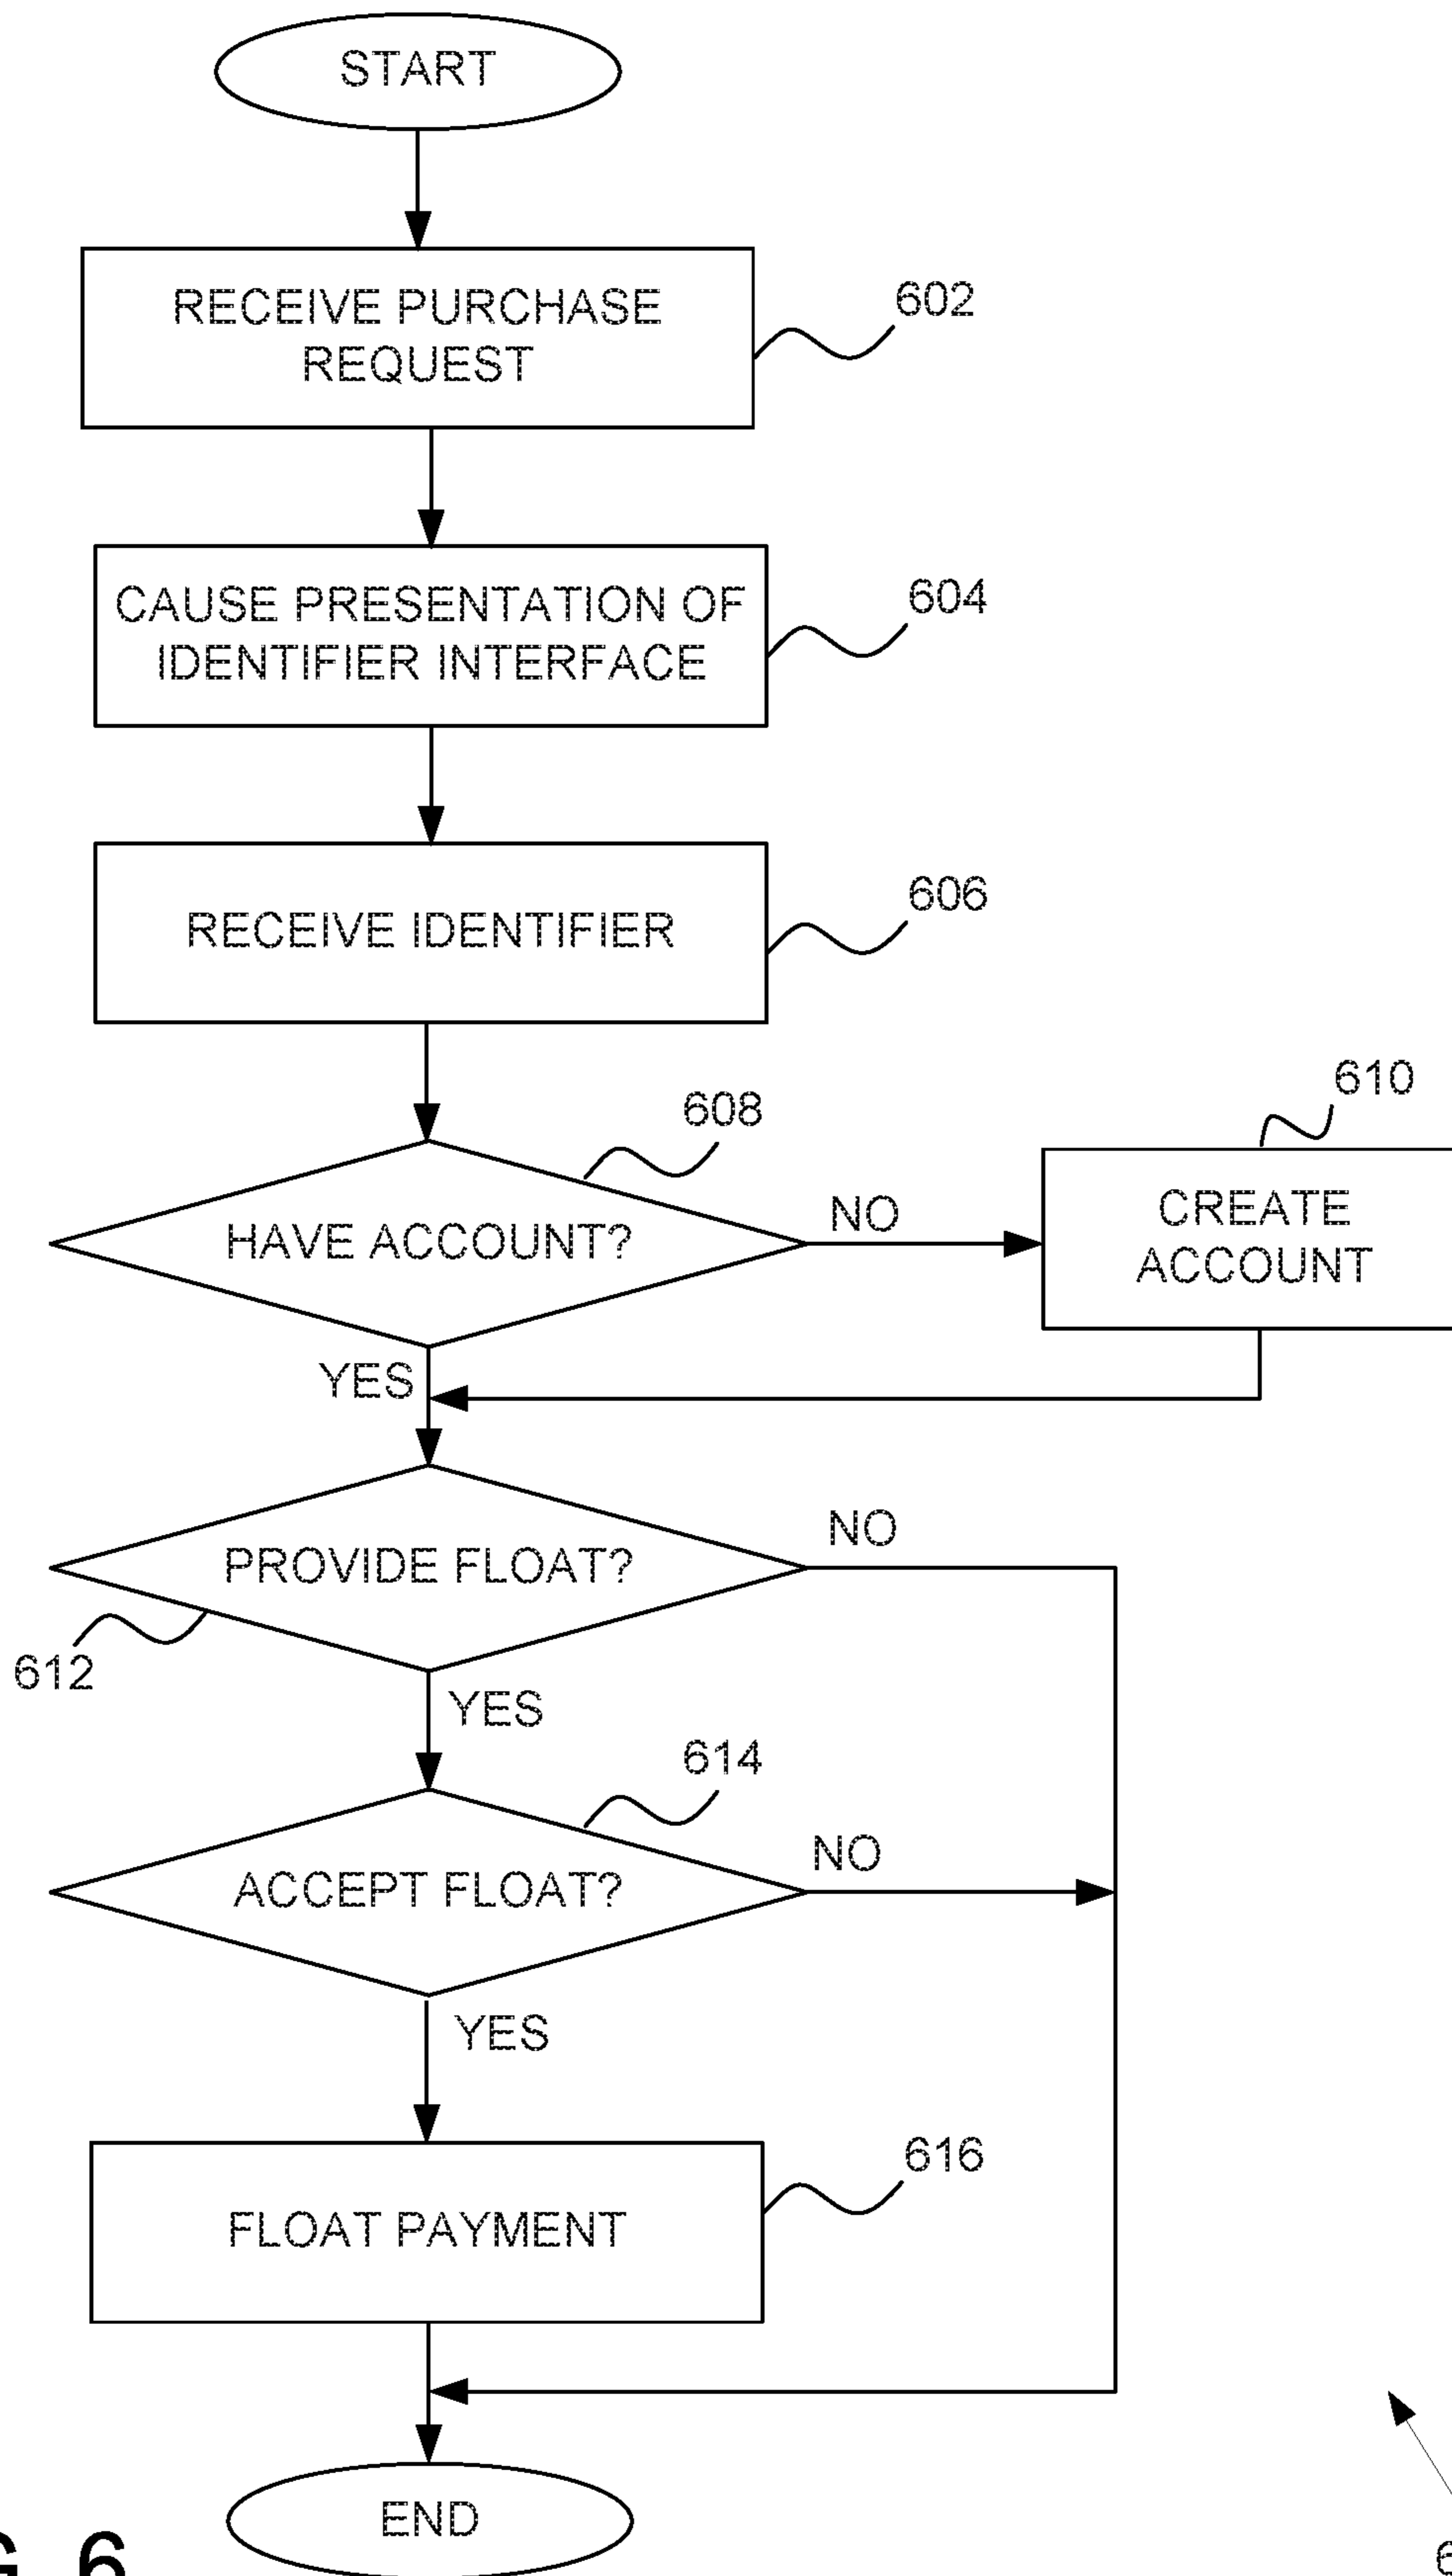 START
RECEIVE PURCHASE
REQUEST
602
CAUSE PRESENTATION OF
IDENTIFIER INTERFACE
604
RECEIVE IDENTIFIER
606
608
HAVE ACCOUNT?
NO
610
CREATE
ACCOUNT
YES
PROVIDE FLOAT?
NO
612
YES
614
ACCEPT FLOAT?
NO
YES
FLOAT PAYMENT
616
END
6